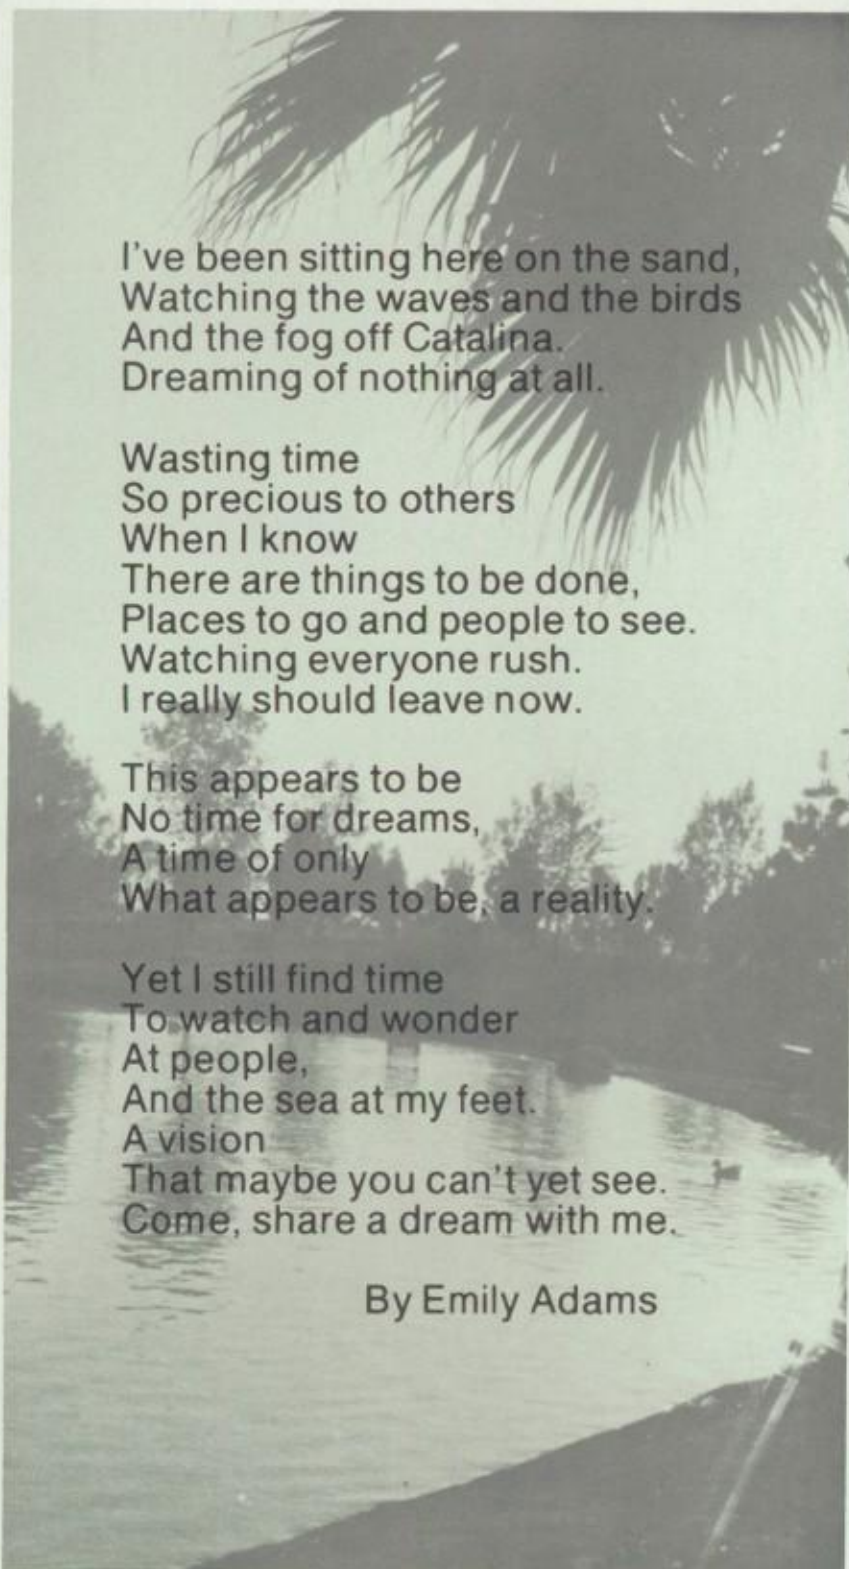 I've been sitting here on the sand,
Watching the waves and the birds
And the fog off Catalina.
Dreaming of nothing at all.

Wasting time
So precious to others
When I know
There are things to be done,
Places to go and people to see.
Watching everyone rush.
I really should leave now.

This appears to be
No time for dreams,
A time of only
What appears to be, a reality.

Yet I still find time
To watch and wonder
At people,
And the sea at my feet.
A vision
That maybe you can't yet see.
Come, share a dream with me.

By Emily Adams